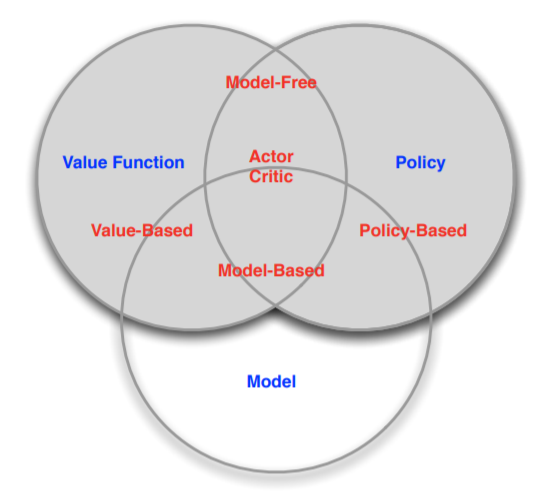 Model-Free
Actor
Critic
Value Function
Policy
Value-Based
Policy-Based
Model-Based
Model